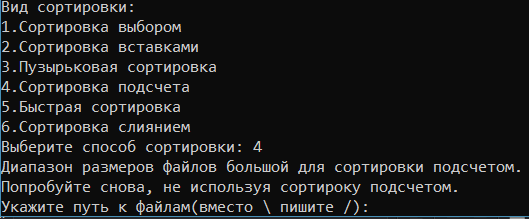 Вид сортировки:
1.Сортировка выбором
2.Сортировка вставками
3.Пузырьковая сортировка
4.Сортировка подсчета
5.Быстрая сортировка
6.Сортировка слиянием
Выберите способ сортировки: 4
Диапазон размеров файлов большой для сортировки подсчетом.
Попробуйте снова, не используя сортироку подсчетом.
Укажите путь к файлам(вместо \ пишите /):